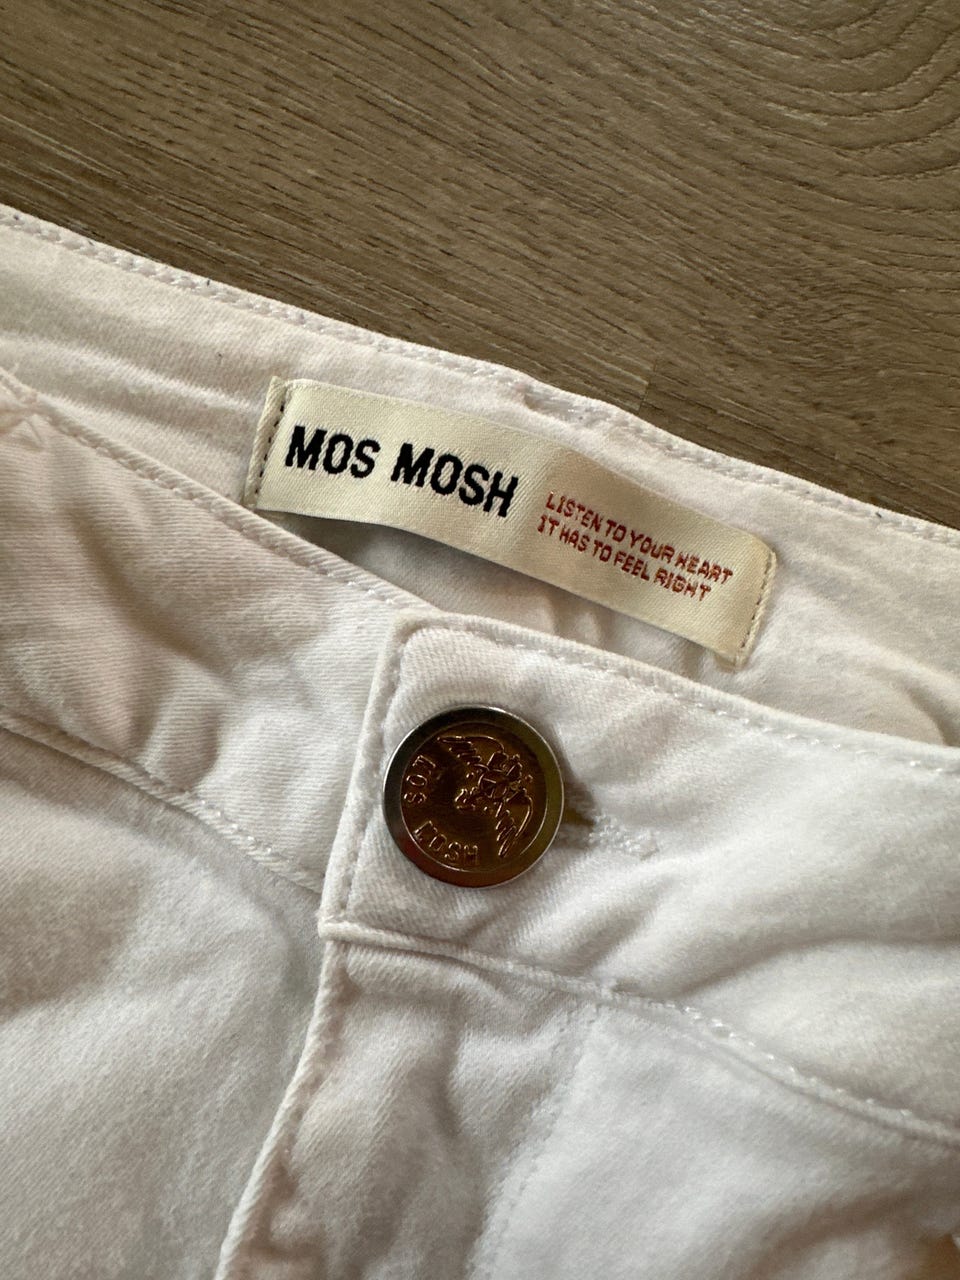 MOS MOSH
LISTEN TO YOUR HEART
IT HAS TO FEEL RIGHT
MOS
MOSH